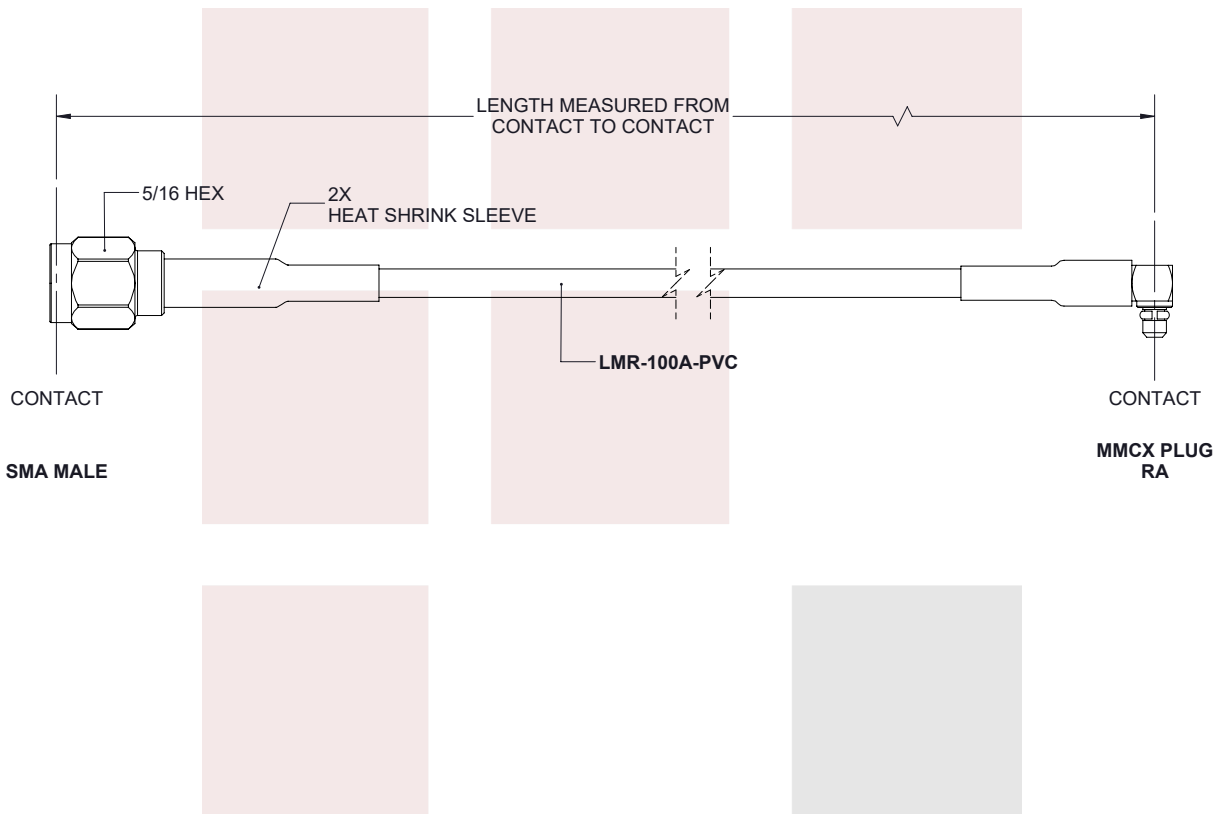 LENGTH MEASURED FROM
CONTACT TO CONTACT
5/16 HEX
2X
HEAT SHRINK SLEEVE
LMR-100A-PVC
CONTACT
CONTACT
SMA MALE
MMCX PLUG
RA